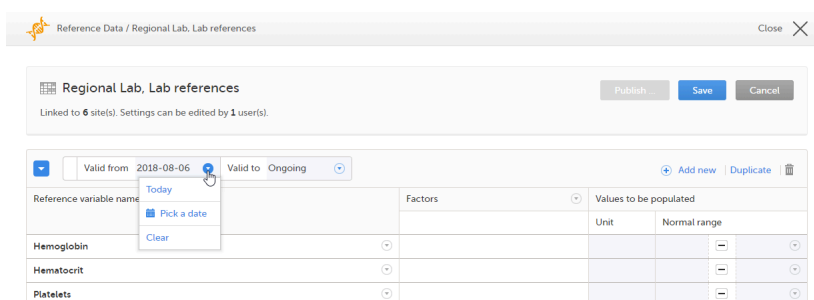 Reference Data / Regional Lab, Lab references
Close
Regional Lab, Lab references
Publish ...
Save
Cancel
Linked to 6 site(s). Settings can be edited by 1 user(s).
Valid from 2018-08-06
Valid to Ongoing
Add new | Duplicate
Today
Pick a date
Clear
Reference variable name
Factors
Values to be populated
Unit
Normal range
Hemoglobin
Hematocrit
Platelets